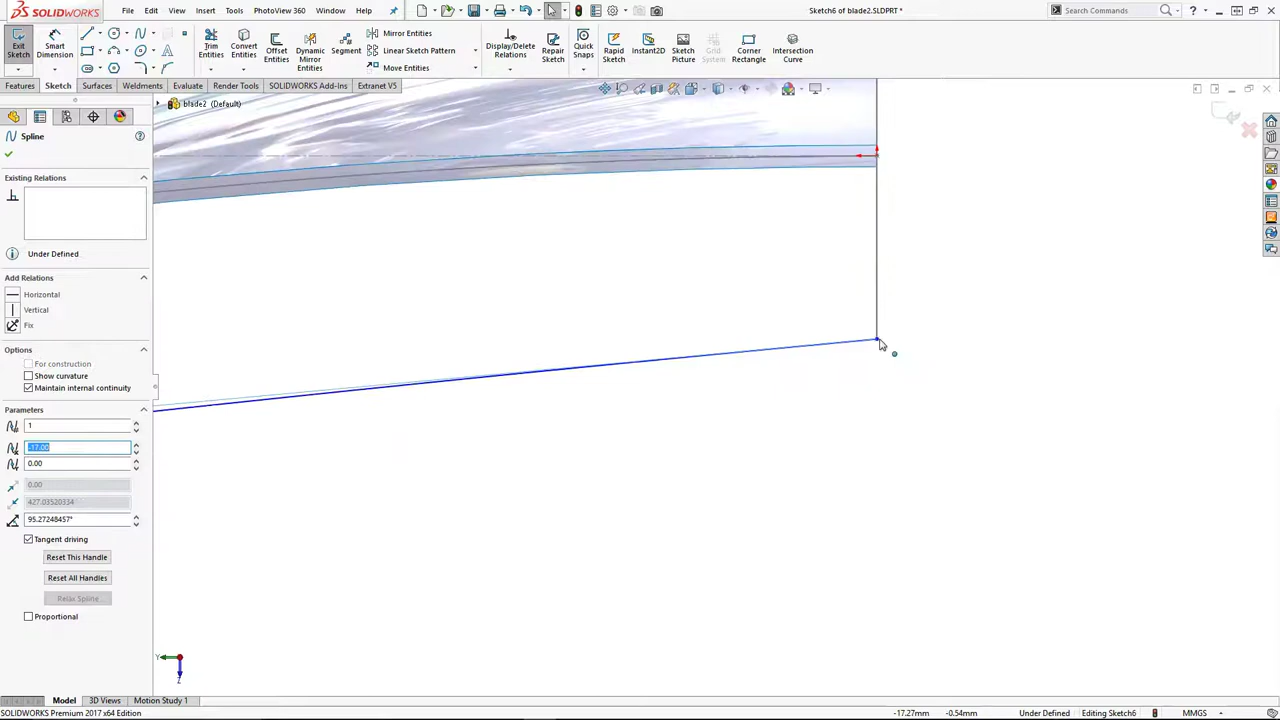 SOLIDWORKS
File
Edit
View
Insert
Tools
PhotoView 360
Window
Help
Sketch6 of blade2.SLDPRT *
Search Commands
Exit Sketch
Smart Dimension
Trim Entities
Convert Entities
Offset Entities
Dynamic Mirror Entities
Segment
Mirror Entities
Linear Sketch Pattern
Move Entities
Display/Delete Relations
Repair Sketch
Quick Snaps
Rapid Sketch
Instant2D
Sketch Picture
Grid System
Corner Rectangle
Intersection Curve
Features
Sketch
Surfaces
Weldments
Evaluate
Render Tools
SOLIDWORKS Add-Ins
Extranet V5
blade2 (Default)
Spline
Existing Relations
Under Defined
Add Relations
Horizontal
Vertical
Fix
Options
For construction
Show curvature
Maintain internal continuity
Parameters
1
-17.00
0.00
0.00
427.03520334
95.27248457°
Tangent driving
Reset This Handle
Reset All Handles
Relax Spline...
Proportional
Y
Z
Model
3D Views
Motion Study 1
SOLIDWORKS Premium 2017 x64 Edition
-17.27mm
-0.54mm
Under Defined
Editing Sketch6
MMGS